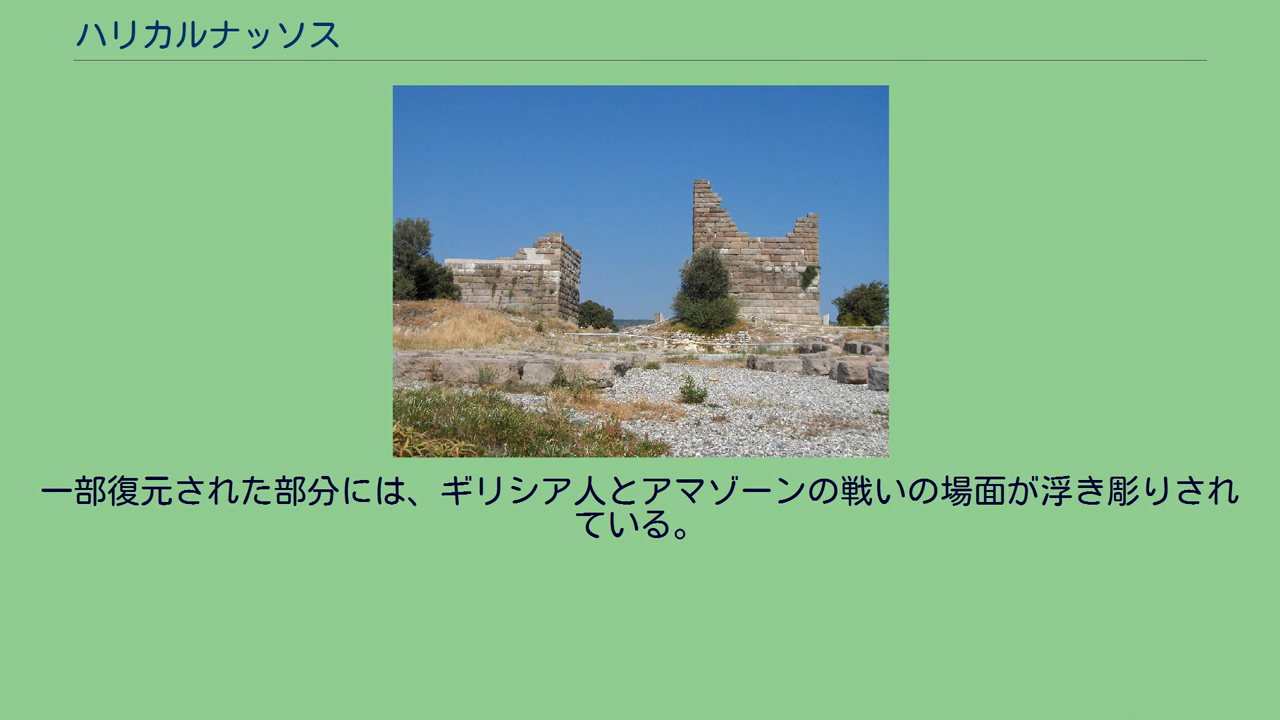 ハリカルナッソス
一部復元された部分には、ギリシア人とアマゾーンの戦いの場面が浮き彫りされ
ている。